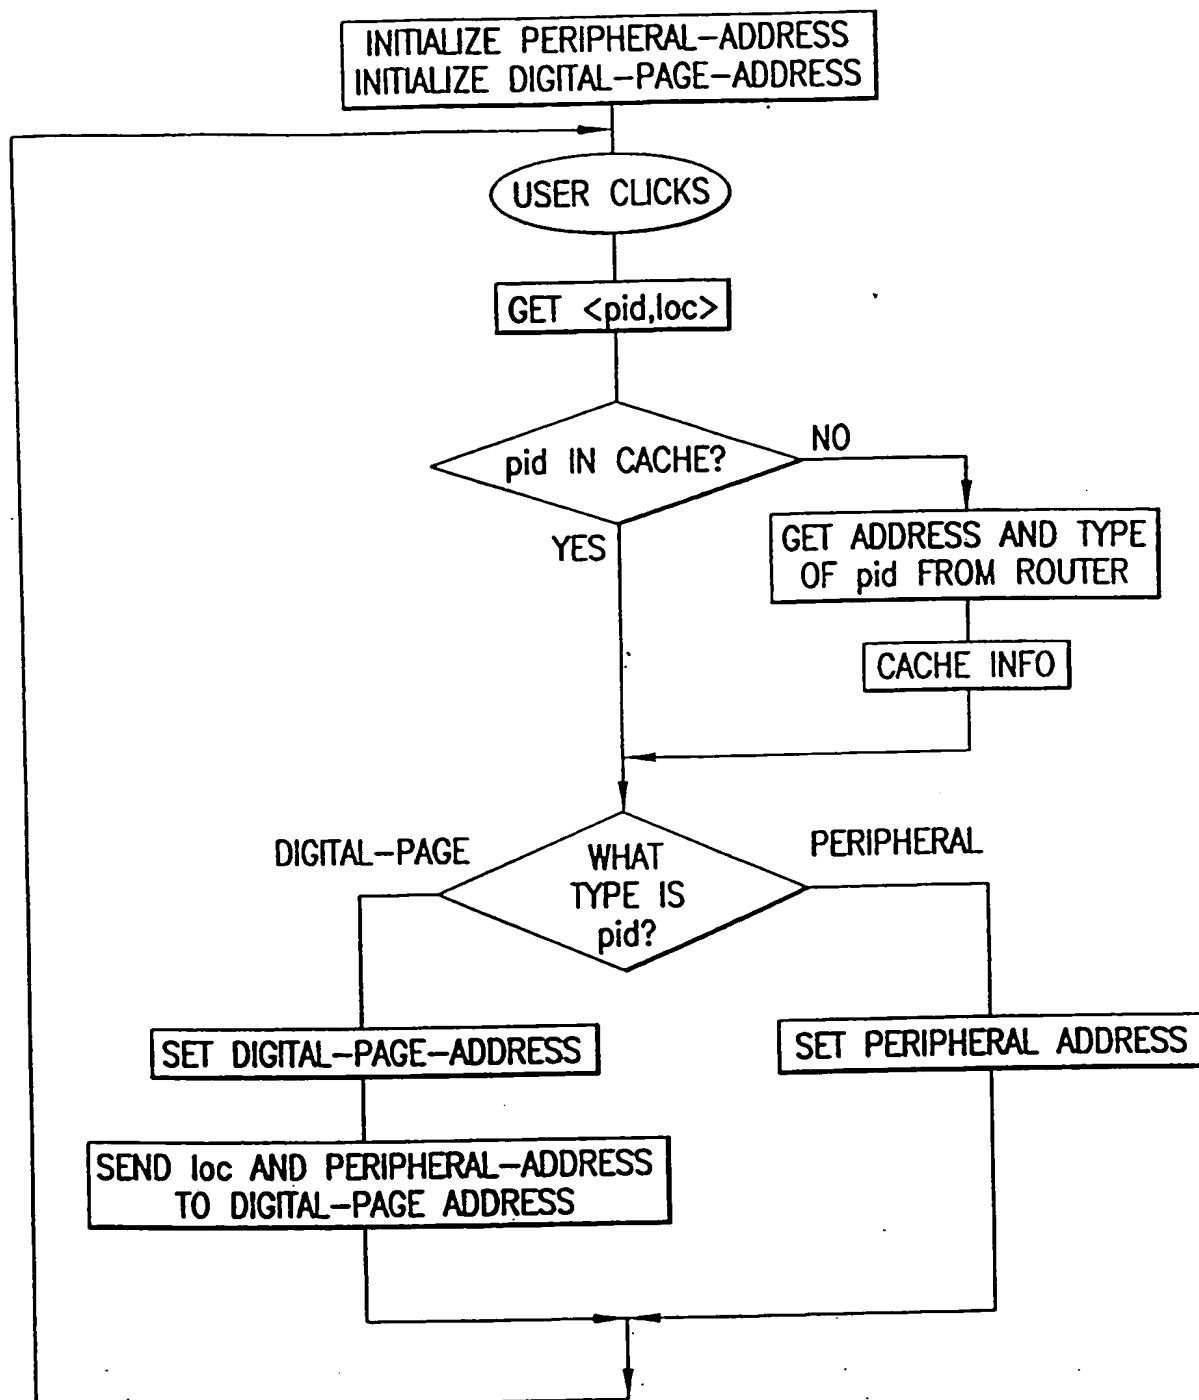 INITIALIZE PERIPHERAL-ADDRESS
INITIALIZE DIGITAL-PAGE-ADDRESS
USER CLICKS
GET <pid,loc>
pid IN CACHE?
NO
YES
GET ADDRESS AND TYPE
OF pid FROM ROUTER
CACHE INFO
DIGITAL-PAGE
WHAT
TYPE IS
pid?
PERIPHERAL
SET DIGITAL-PAGE-ADDRESS
SET PERIPHERAL ADDRESS
SEND loc AND PERIPHERAL-ADDRESS
TO DIGITAL-PAGE ADDRESS